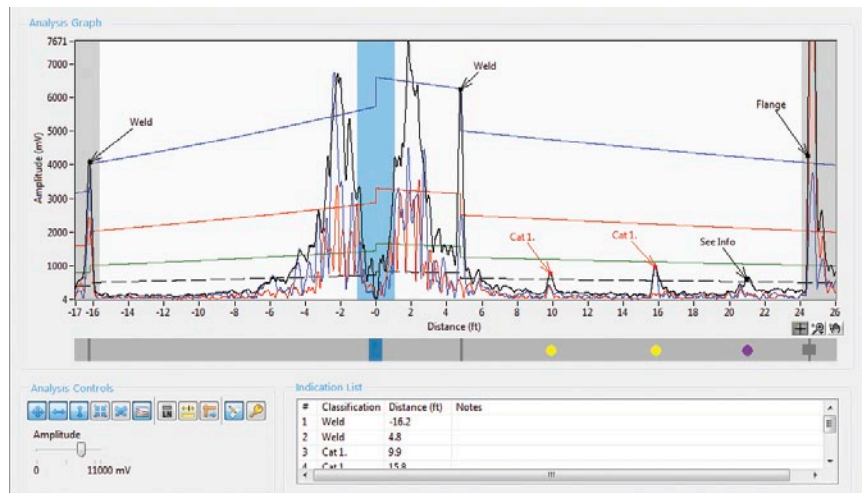 Analysis Graph
7671
7000
6000
5000
4000
3000
2000
1000
4
Amplitude (mV)
Weld
Weld
Flange
Cat 1.
Cat 1.
See Info
-17 -16 -14 -12 -10 -8 -6 -4 -2 0 2 4 6 8 10 12 14 16 18 20 22 24 26
Distance (ft)
Analysis Controls
LN
Amplitude
0 11000 mV
Indication List
# Classification Distance (ft) Notes
1 Weld -16.2
2 Weld 4.8
3 Cat 1. 9.9
4 Cat 1. 15.8